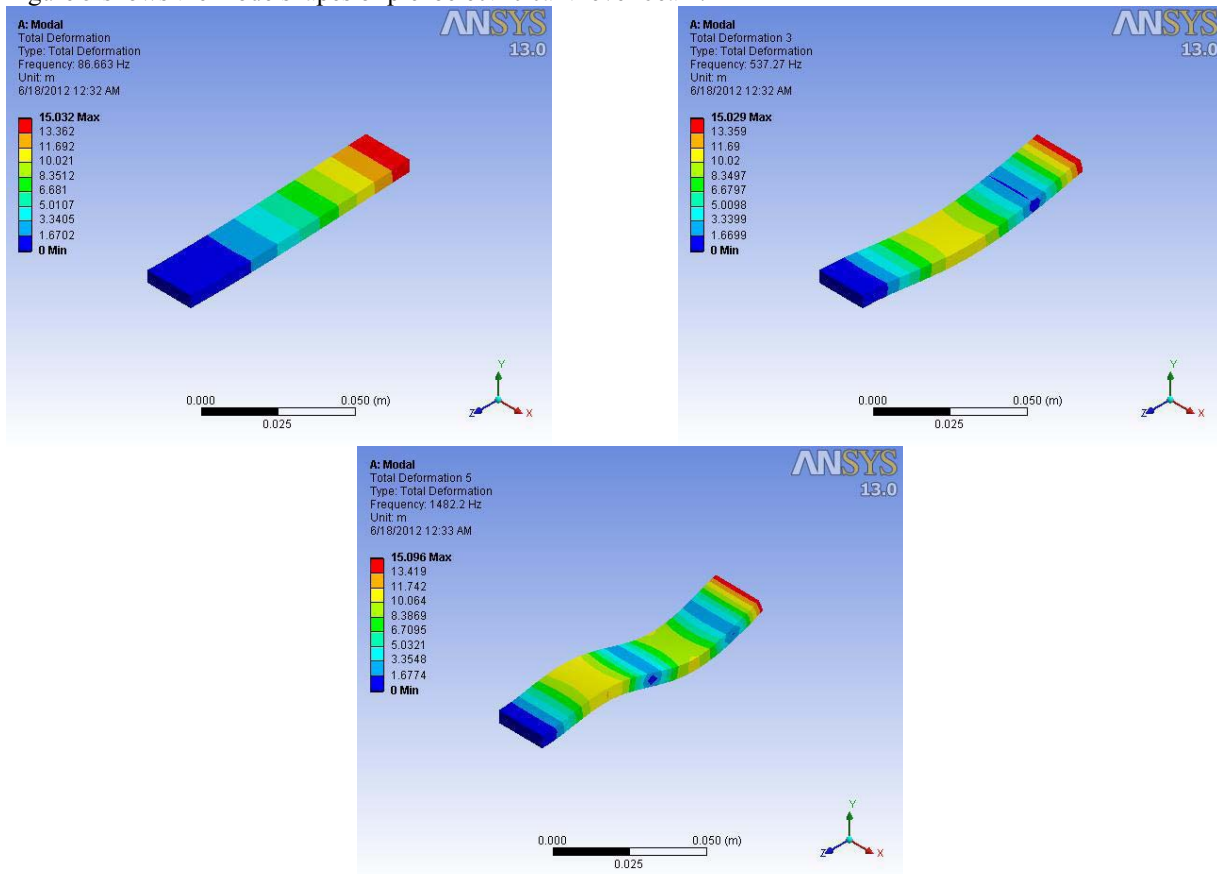 A: Modal
Total Deformation
Type: Total Deformation
Frequency: 86.663 Hz
Unit: m
6/18/2012 12:32 AM
15.032 Max
13.362
11.692
10.021
8.3512
6.681
5.0107
3.3405
1.6702
0 Min
ANSYS
13.0
0.000
0.050 (m)
0.025
Y
Z
X
A: Modal
Total Deformation 3
Type: Total Deformation
Frequency: 537.27 Hz
Unit: m
6/18/2012 12:32 AM
15.029 Max
13.359
11.69
10.02
8.3497
6.6797
5.0098
3.3399
1.6699
0 Min
ANSYS
13.0
0.000
0.050 (m)
0.025
Y
Z
X
A: Modal
Total Deformation 5
Type: Total Deformation
Frequency: 1482.2 Hz
Unit: m
6/18/2012 12:33 AM
15.096 Max
13.419
11.742
10.064
8.3869
6.7095
5.0321
3.3548
1.6774
0 Min
ANSYS
13.0
0.000
0.050 (m)
0.025
Y
Z
X